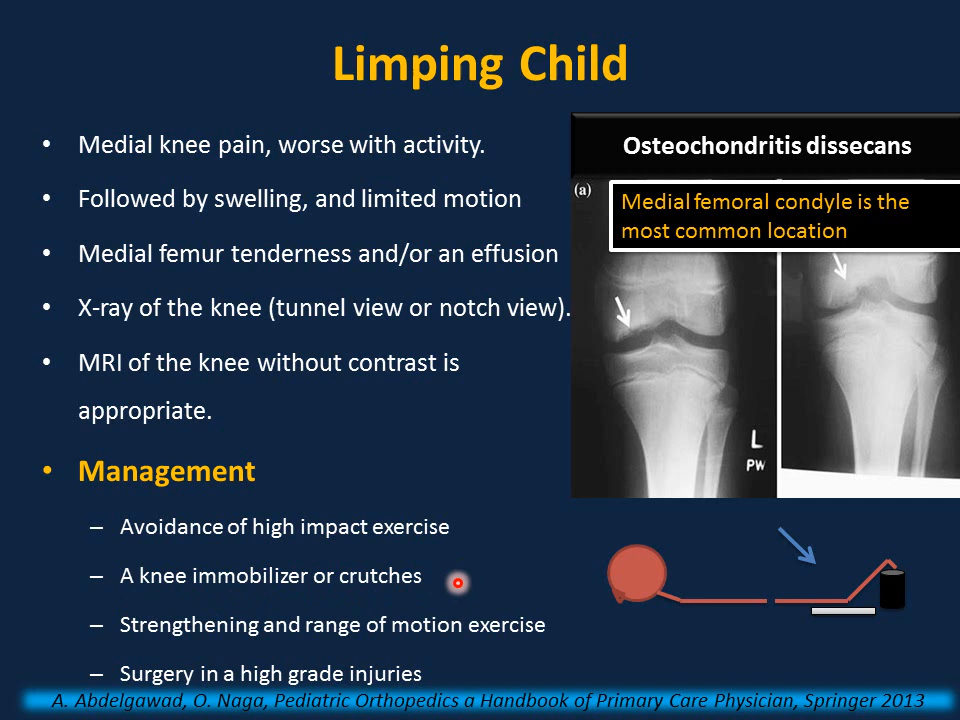 Limping Child
• Medial knee pain, worse with activity.
• Followed by swelling, and limited motion
• Medial femur tenderness and/or an effusion
• X-ray of the knee (tunnel view or notch view).
• MRI of the knee without contrast is
appropriate.
• Management
– Avoidance of high impact exercise
– A knee immobilizer or crutches
– Strengthening and range of motion exercise
– Surgery in a high grade injuries
Osteochondritis dissecans
(a)
Medial femoral condyle is the
most common location
L
PW
A. Abdelgawad, O. Naga, Pediatric Orthopedics a Handbook of Primary Care Physician, Springer 2013